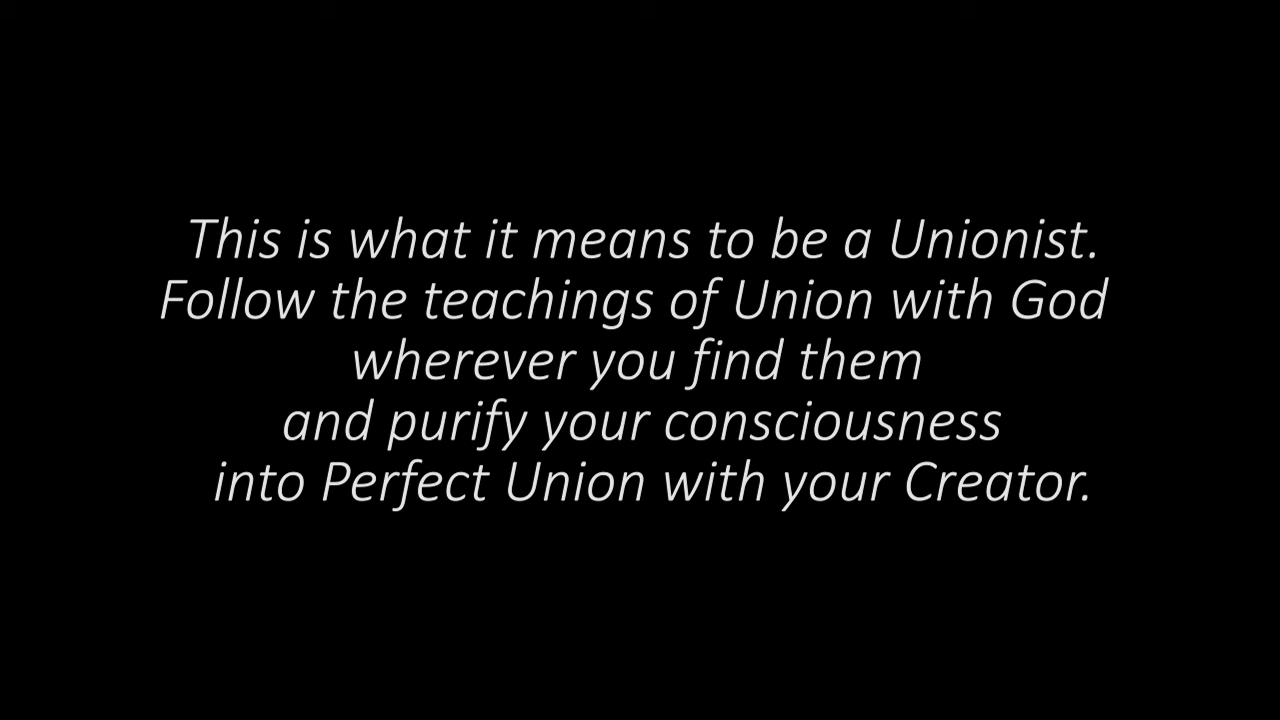 This is what it means to be a Unionist.
Follow the teachings of Union with God
wherever you find them
and purify your consciousness
into Perfect Union with your Creator.